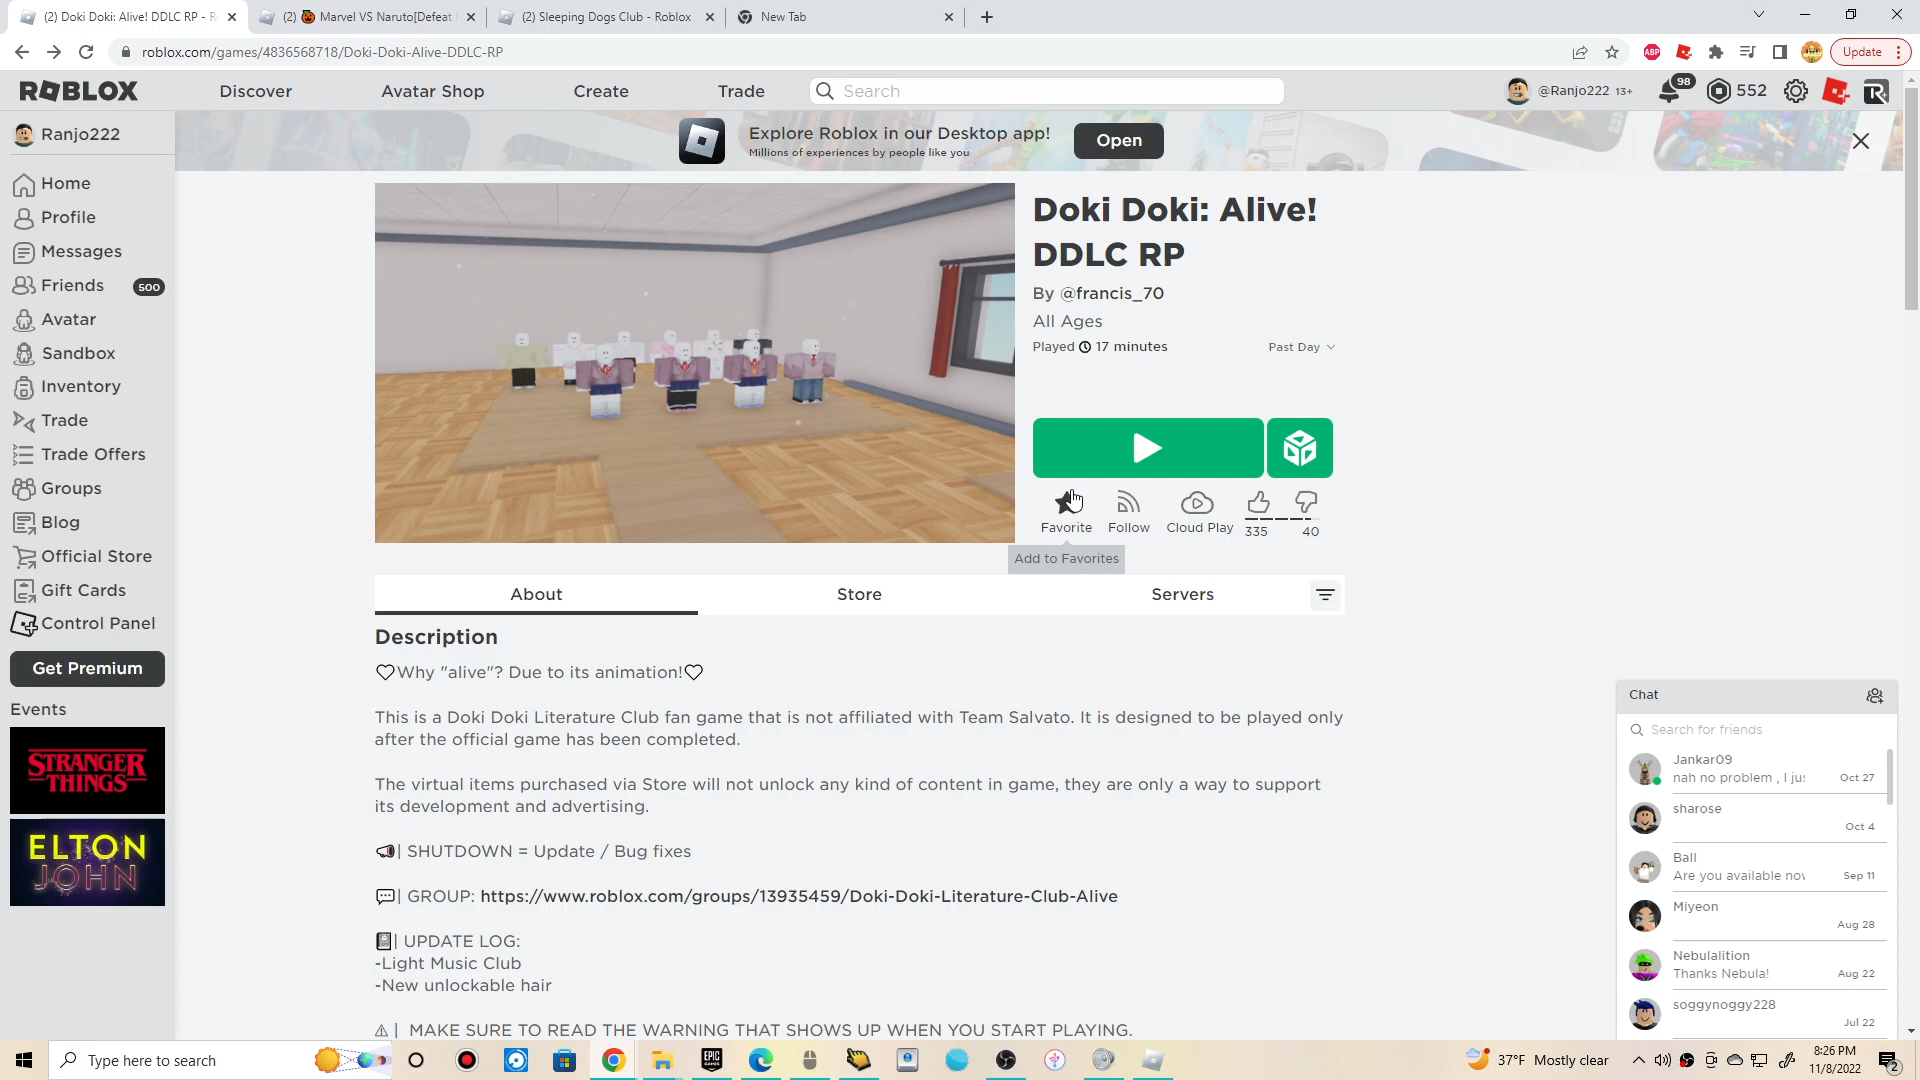 (2) Doki Doki: Alive! DDLC RP - R
(2) 🎃 Marvel VS Naruto[Defeat
(2) Sleeping Dogs Club - Roblox
New Tab
roblox.com/games/4836568718/Doki-Doki-Alive-DDLC-RP
ABP
Update
ROBLOX
Discover
Avatar Shop
Create
Trade
Search
@Ranjo222 13+
98
552
Ranjo222
Explore Roblox in our Desktop app!
Millions of experiences by people like you
Open
Home
Profile
Messages
Friends 500
Avatar
Sandbox
Inventory
Trade
Trade Offers
Groups
Blog
Official Store
Gift Cards
Control Panel
Get Premium
Events
STRANGER THINGS
ELTON JOHN
Doki Doki: Alive!
DDLC RP
By @francis_70
All Ages
Played 17 minutes
Past Day
Favorite
Follow
Cloud Play
335
40
Add to Favorites
About
Store
Servers
Description
♡Why "alive"? Due to its animation!♡
This is a Doki Doki Literature Club fan game that is not affiliated with Team Salvato. It is designed to be played only
after the official game has been completed.
The virtual items purchased via Store will not unlock any kind of content in game, they are only a way to support
its development and advertising.
📢| SHUTDOWN = Update / Bug fixes
💬| GROUP: https://www.roblox.com/groups/13935459/Doki-Doki-Literature-Club-Alive
📓| UPDATE LOG:
-Light Music Club
-New unlockable hair
⚠ | MAKE SURE TO READ THE WARNING THAT SHOWS UP WHEN YOU START PLAYING.
Chat
Search for friends
Jankar09
nah no problem , I jus
Oct 27
sharose
Oct 4
Ball
Are you available nov
Sep 11
Miyeon
Aug 28
Nebulalition
Thanks Nebula!
Aug 22
soggynoggy228
Jul 22
Type here to search
EPIC GAMES
37°F Mostly clear
8:26 PM
11/8/2022
2